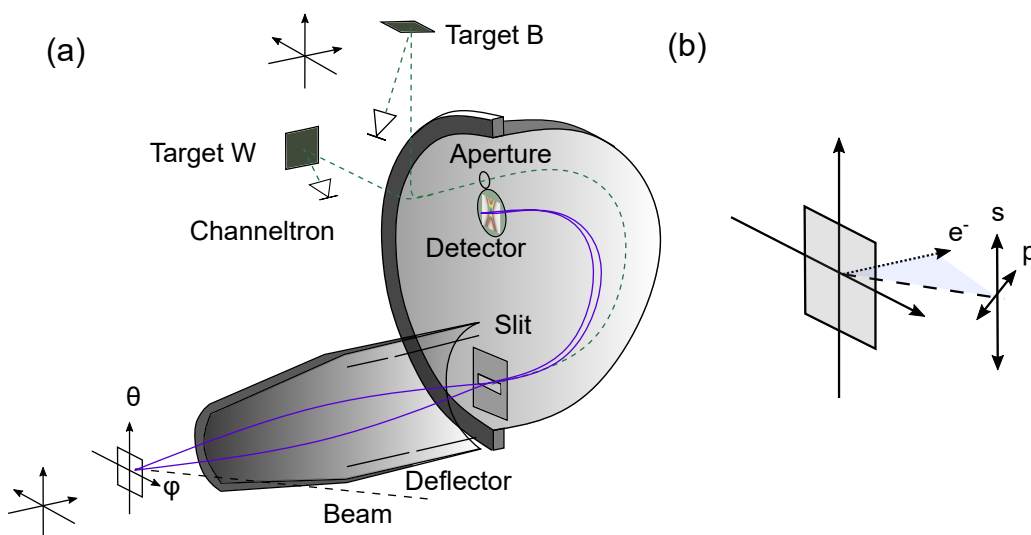 (a)
Target B
(b)
Target W
Aperture
Channeltron
Detector
e-
s
p
Slit
θ
φ
Deflector
Beam